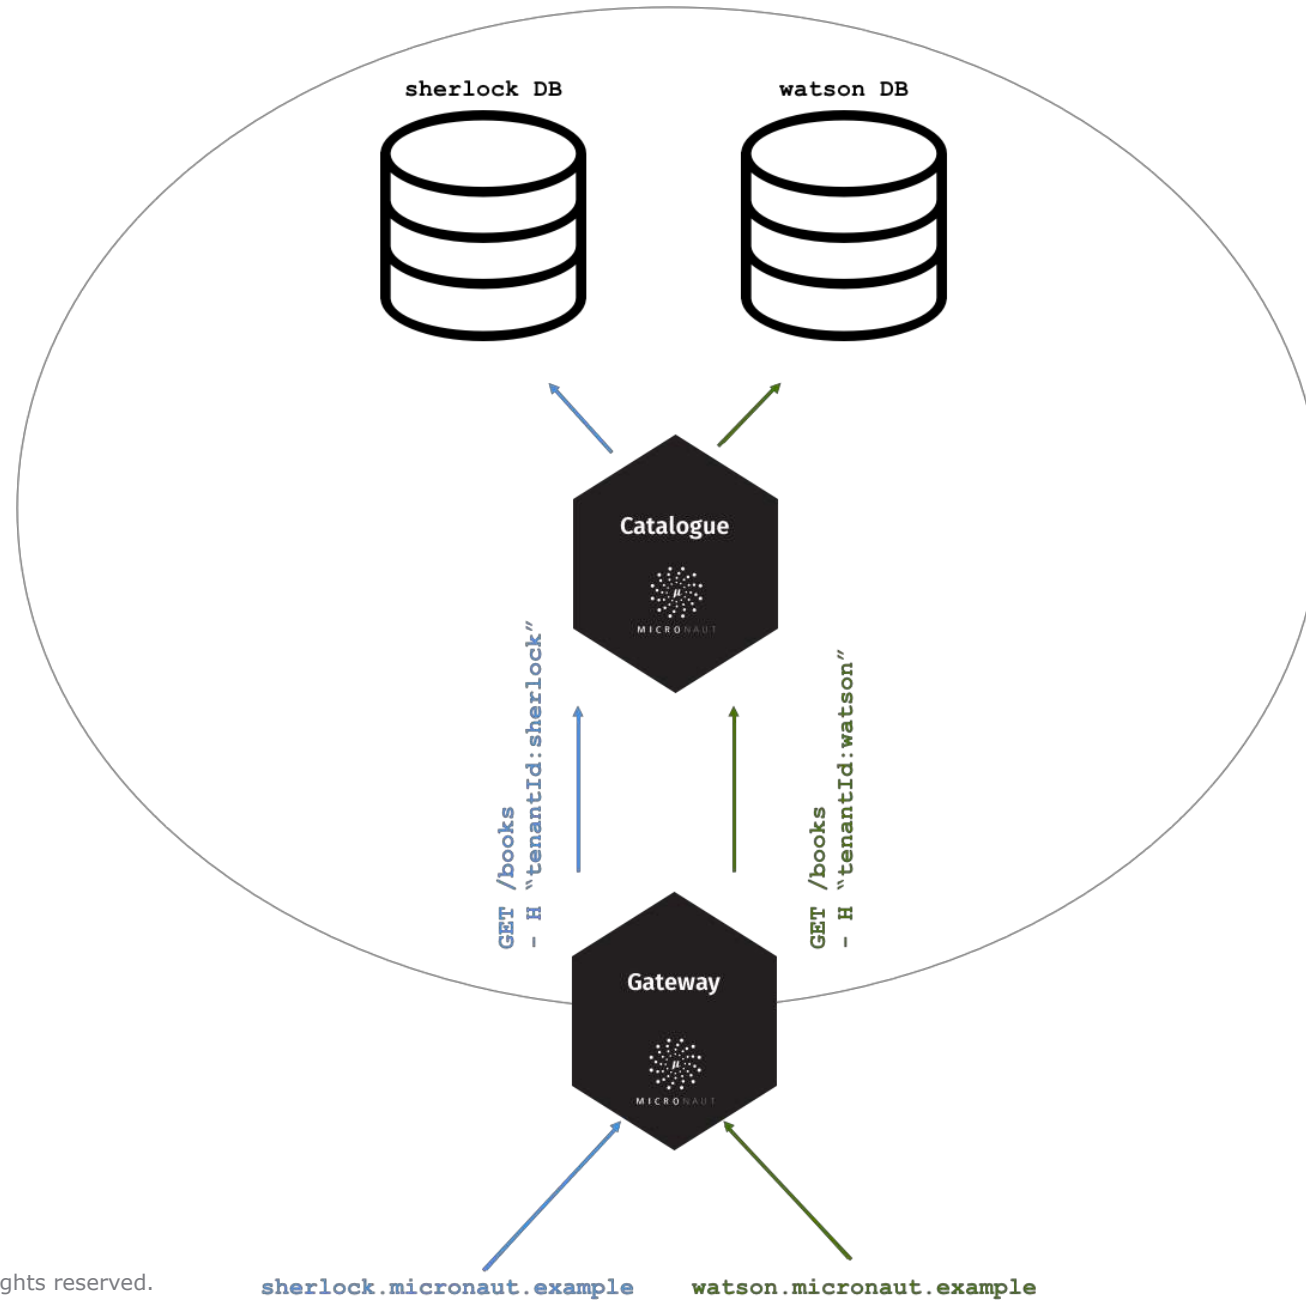 sherlock DB
watson DB
Catalogue
μ
MICRONAUT
GET /books
- H “tenantId:sherlock”
GET /books
- H “tenantId:watson”
Gateway
μ
MICRONAUT
ghts reserved.
sherlock.micronaut.example
watson.micronaut.example